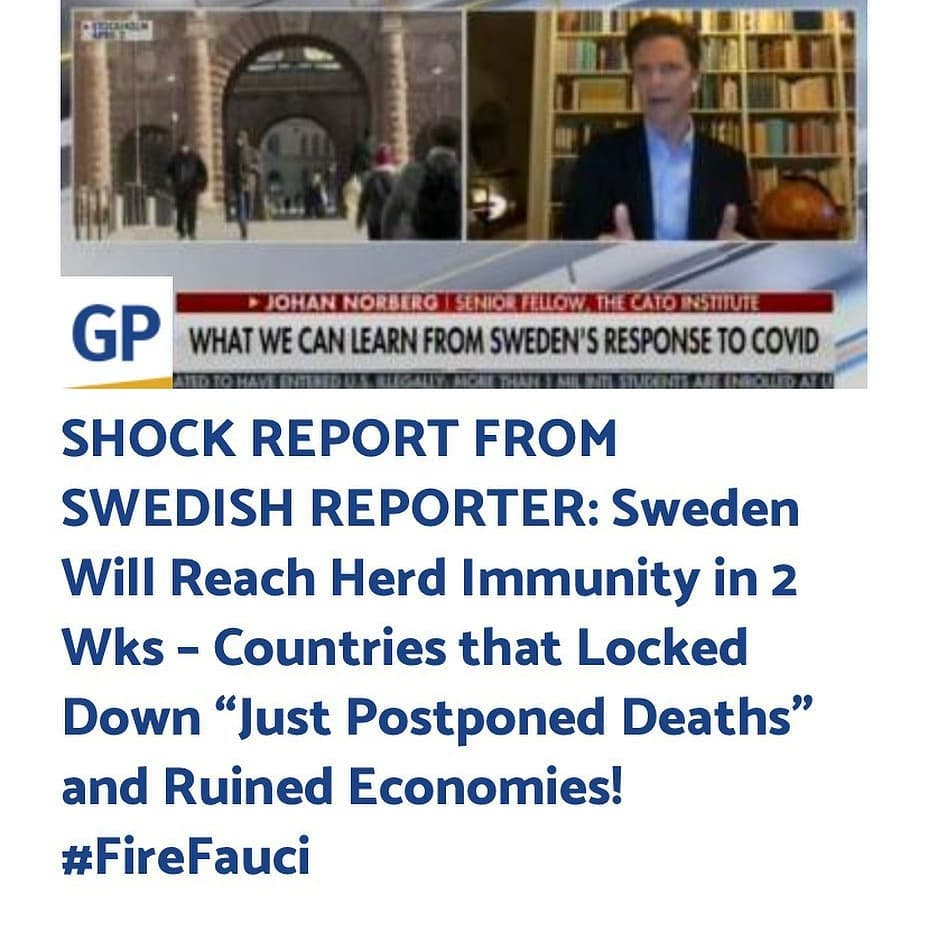 STOCKHOLM
APRIL 2
GP
JOHAN NORBERG | SENIOR FELLOW, THE CATO INSTITUTE
WHAT WE CAN LEARN FROM SWEDEN'S RESPONSE TO COVID
ATED TO HAVE ENTERED U.S. ILLEGALLY; MORE THAN 1 MIL INTL STUDENTS ARE ENROLLED AT U
SHOCK REPORT FROM
SWEDISH REPORTER: Sweden
Will Reach Herd Immunity in 2
Wks – Countries that Locked
Down “Just Postponed Deaths”
and Ruined Economies!
#FireFauci